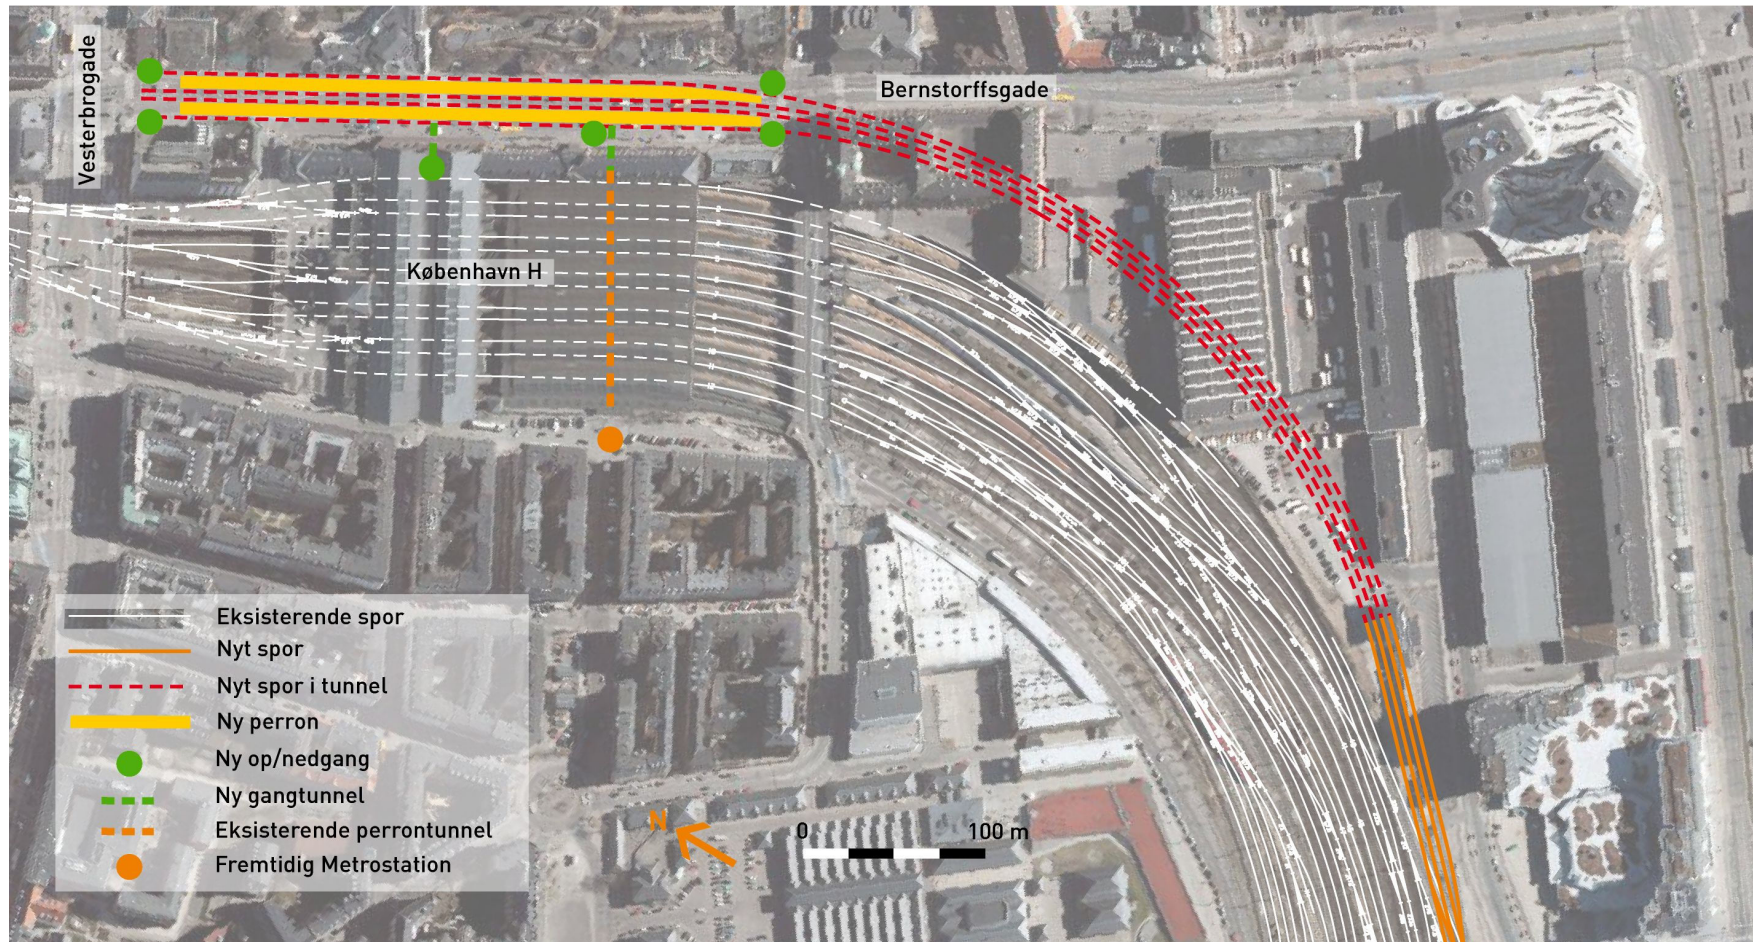 Vesterbrogade
Bernstorffsgade
København H
Eksisterende spor
Nyt spor
Nyt spor i tunnel
Ny perron
Ny op/nedgang
Ny gangtunnel
Eksisterende perrontunnel
Fremtidig Metrostation
N
0 100 m